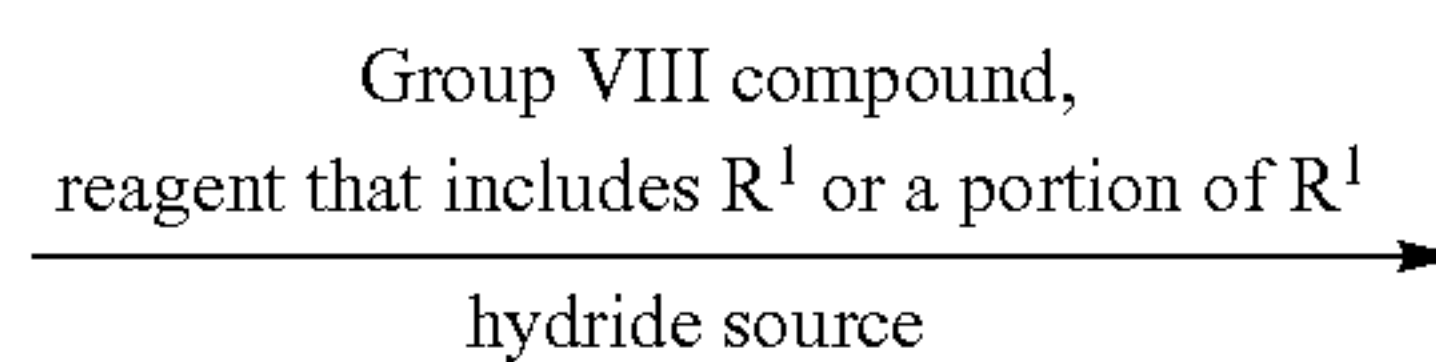 Group VIII compound,
reagent that includes R¹ or a portion of R¹
hydride source